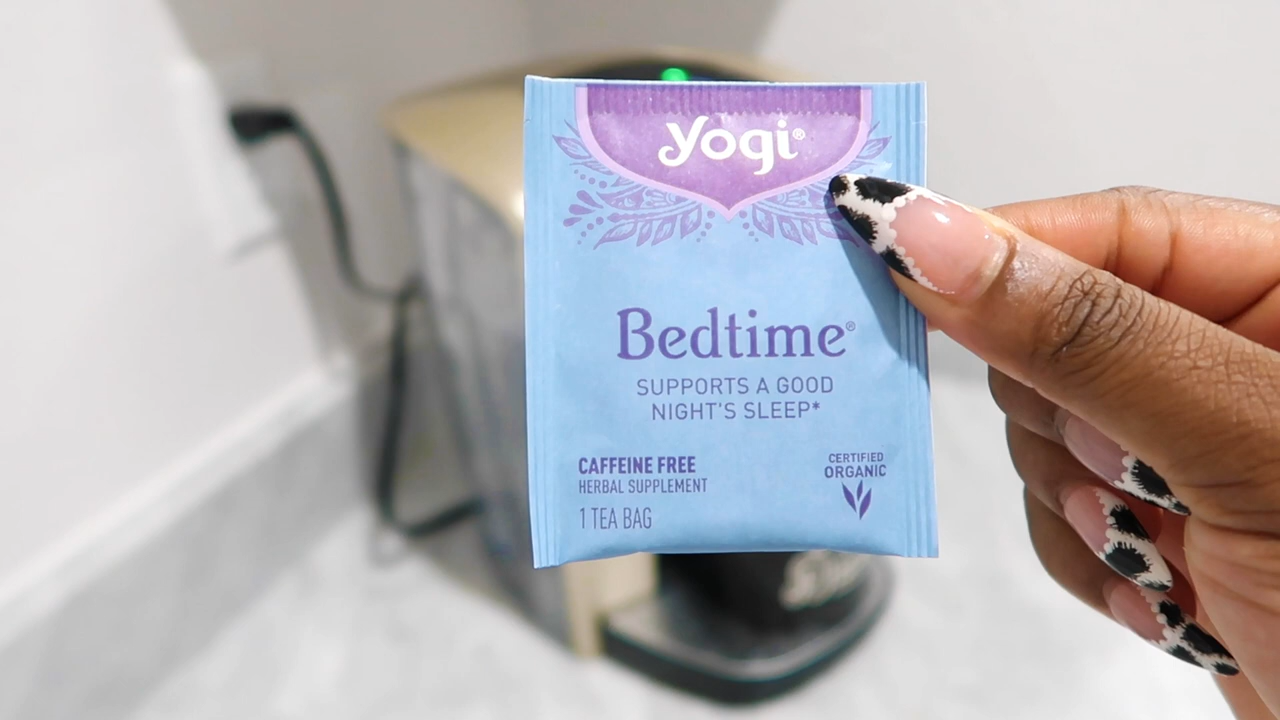 yogi®
Bedtime®
SUPPORTS A GOOD
NIGHT'S SLEEP*
CAFFEINE FREE
HERBAL SUPPLEMENT
1 TEA BAG
CERTIFIED
ORGANIC